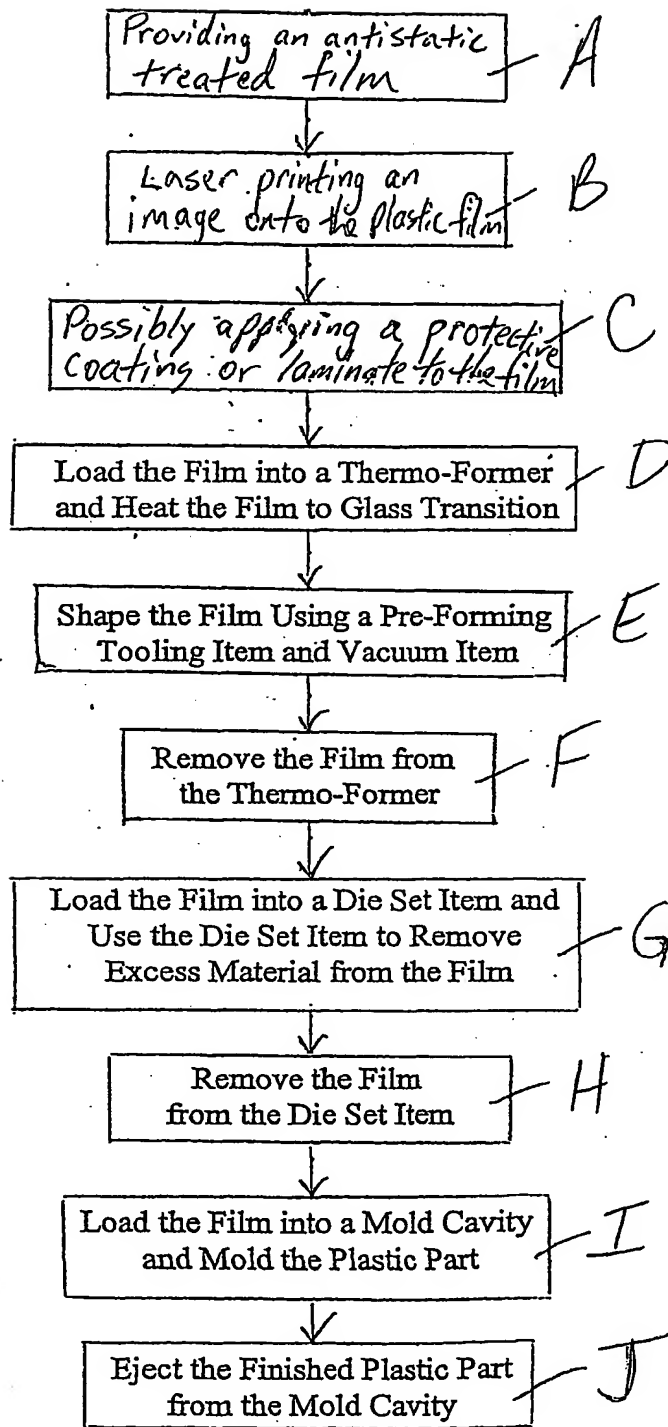 Providing an antistatic
treated film
A
Laser printing an
image onto the plastic film
B
Possibly applying a protective
coating or laminate to the film
C
Load the Film into a Thermo-Former
and Heat the Film to Glass Transition
D
Shape the Film Using a Pre-Forming
Tooling Item and Vacuum Item
E
Remove the Film from
the Thermo-Former
F
Load the Film into a Die Set Item and
Use the Die Set Item to Remove
Excess Material from the Film
G
Remove the Film
from the Die Set Item
H
Load the Film into a Mold Cavity
and Mold the Plastic Part
I
Eject the Finished Plastic Part
from the Mold Cavity
J